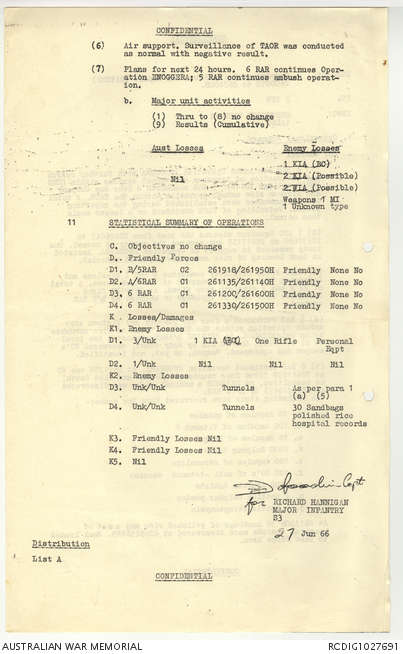 CONFIDENTIAL
(6) Air support. Surveillance of TAOR was conducted
as normal with negative result.
(7) Plans for next 24 hours. 6 RAR continues Oper-
ation ENOGGERA; 5 RAR continues ambush operat-
ion.
b. Major unit activities
(1) Thru to (8) no change
(9) Results (Cumulative)
Aust Losses Enemy Losses
1 KIA (BC)
Nil 2 KIA (Possible)
2 WIA (Possible)
Weapons 1 MI
1 Unknown type
11 STATISTICAL SUMMARY OF OPERATIONS
C. Objectives no change
D. Friendly Forces
D1. B/5RAR C2 261918/261950H Friendly None No
D2. A/6RAR C1 261135/261140H Friendly None No
D3. 6 RAR C1 261200/261600H Friendly None No
D4. 6 RAR C1 261330/261500H Friendly None No
K . Losses/Damages
K1. Enemy Losses
D1. 3/Unk 1 KIA (BC) One Rifle Personal
Eqpt
D2. 1/Unk Nil Nil Nil
K2. Enemy Losses
D3. Unk/Unk Tunnels As per para 1
(a) (5)
D4. Unk/Unk Tunnels 30 Sandbags
polished rice
hospital records
K3. Friendly Losses Nil
K4. Friendly Losses Nil
K5. Nil
Capt
for RICHARD HANNIGAN
MAJOR INFANTRY
S3
27 Jun 66
Distribution
List A
CONFIDENTIAL
AUSTRALIAN WAR MEMORIAL RCDIG1027691